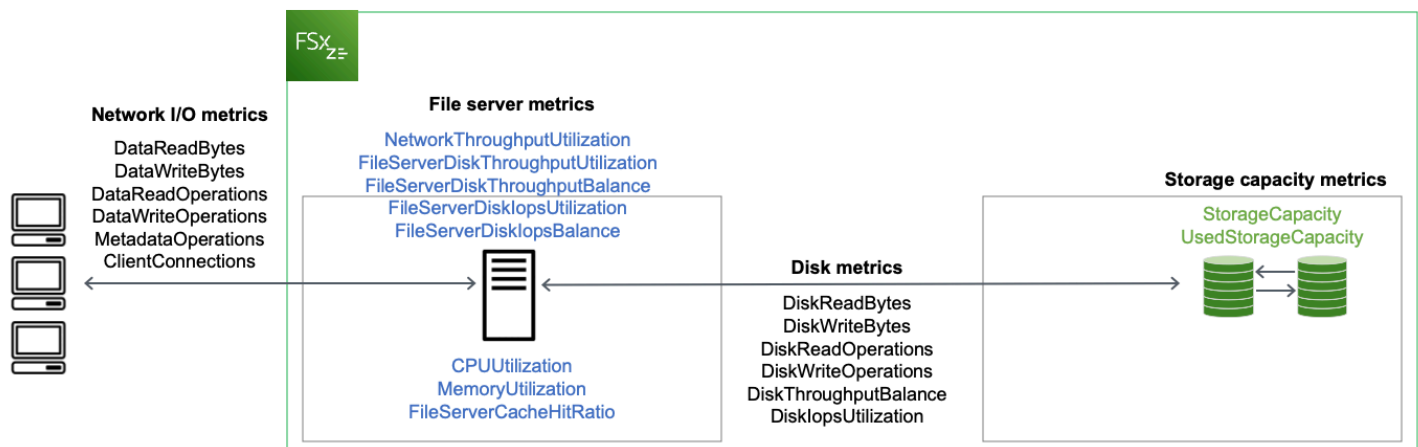 FSx
Z
Network I/O metrics
DataReadBytes
DataWriteBytes
DataReadOperations
DataWriteOperations
MetadataOperations
ClientConnections
File server metrics
NetworkThroughputUtilization
FileServerDiskThroughputUtilization
FileServerDiskThroughputBalance
FileServerDiskIopsUtilization
FileServerDiskIopsBalance
CPUUtilization
MemoryUtilization
FileServerCacheHitRatio
Disk metrics
DiskReadBytes
DiskWriteBytes
DiskReadOperations
DiskWriteOperations
DiskThroughputBalance
DiskIopsUtilization
Storage capacity metrics
StorageCapacity
UsedStorageCapacity